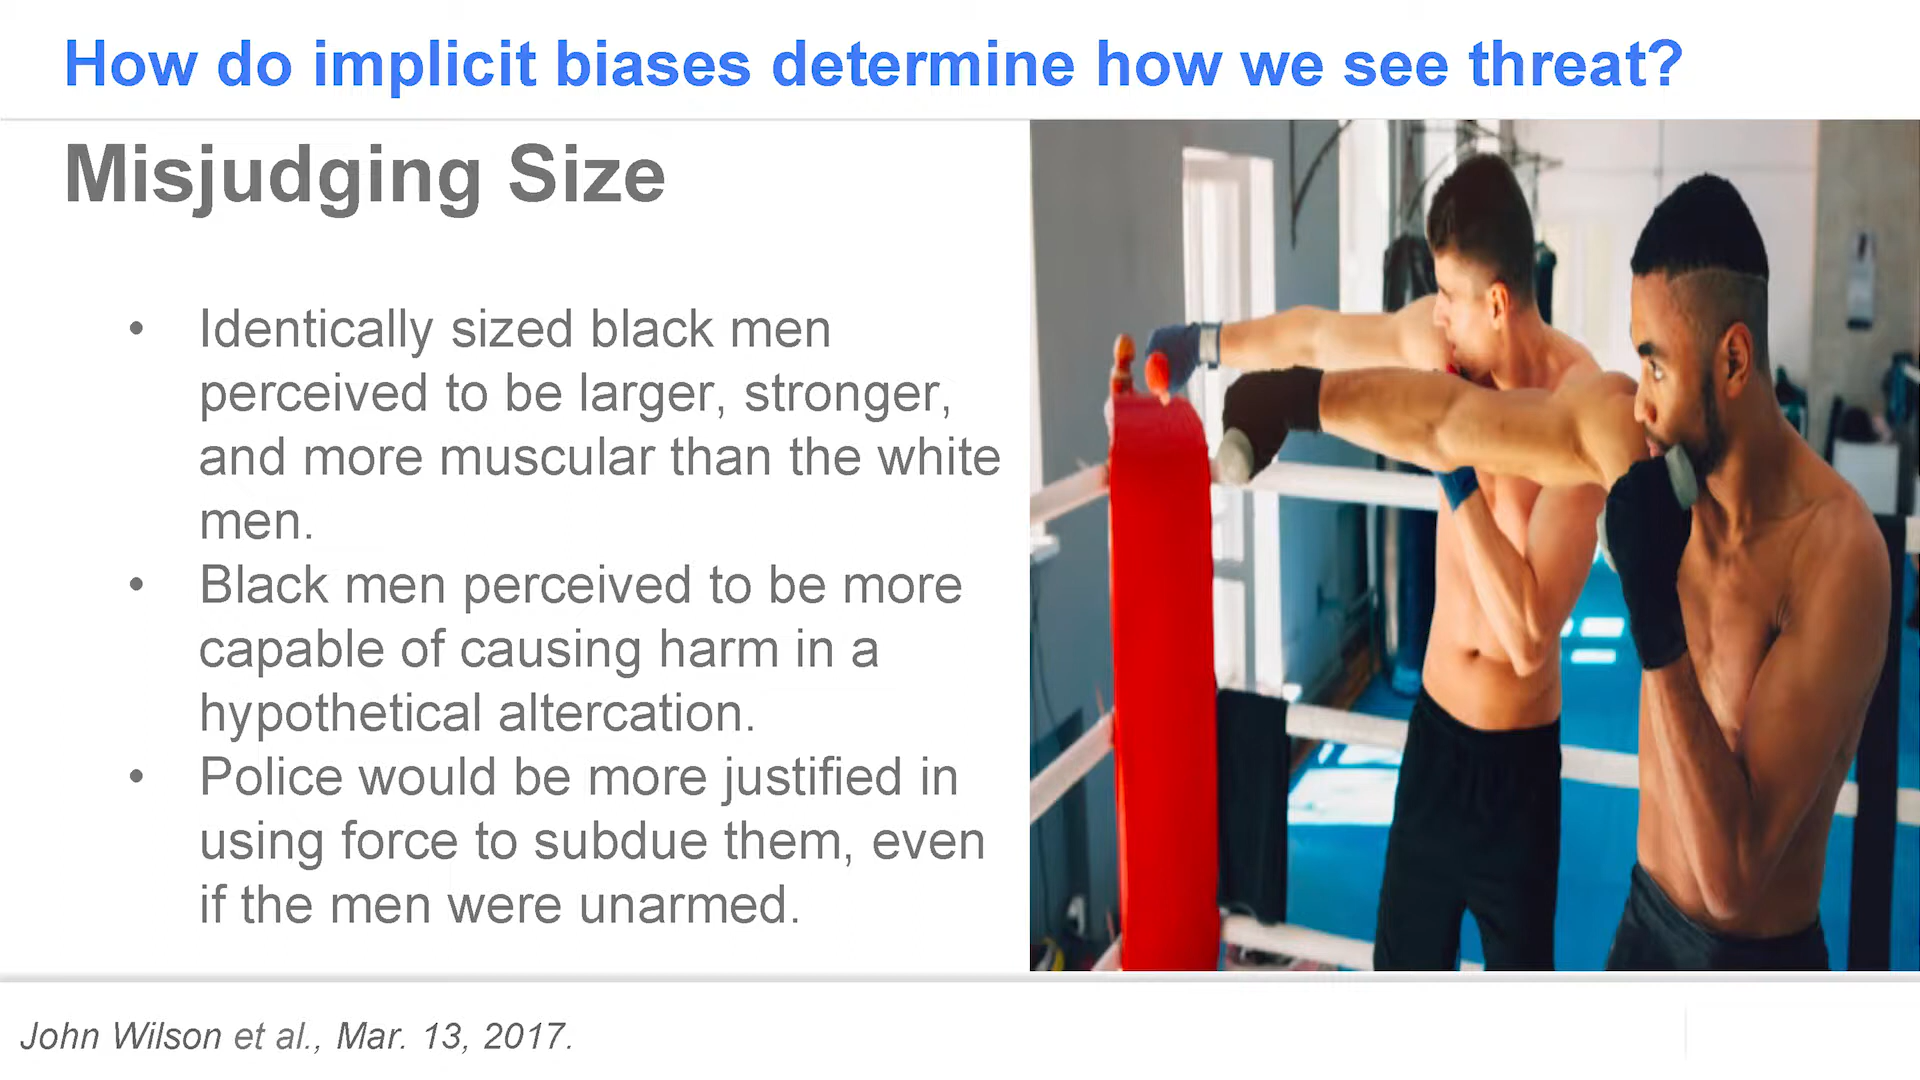 How do implicit biases determine how we see threat?
Misjudging Size
• Identically sized black men
perceived to be larger, stronger,
and more muscular than the white
men.
• Black men perceived to be more
capable of causing harm in a
hypothetical altercation.
• Police would be more justified in
using force to subdue them, even
if the men were unarmed.
John Wilson et al., Mar. 13, 2017.